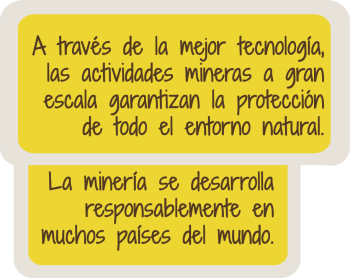 A través de la mejor tecnología,
las actividades mineras a gran
escala garantizan la protección
de todo el entorno natural.
La minería se desarrolla
responsablemente en
muchos países del mundo.